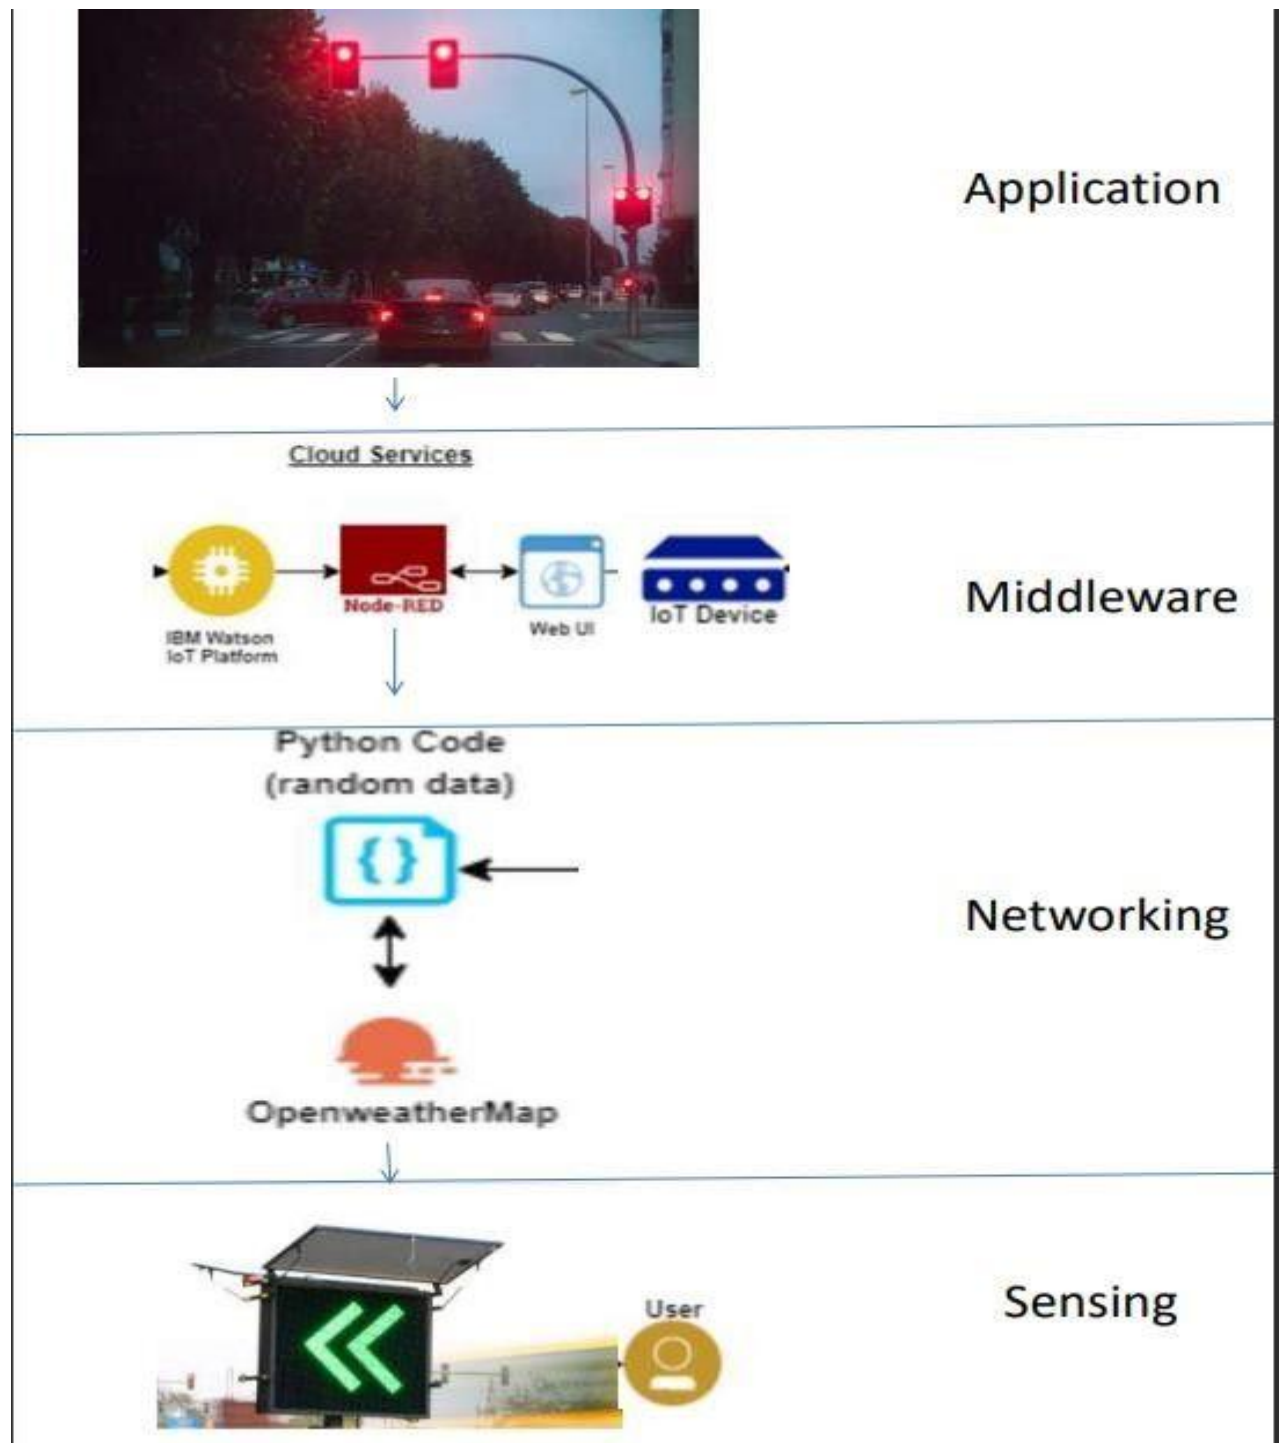 Application
Cloud Services
Node-RED
IBM Watson
IoT Platform
Web UI
IoT Device
Middleware
Python Code
(random data)
{}
Networking
OpenweatherMap
User
Sensing